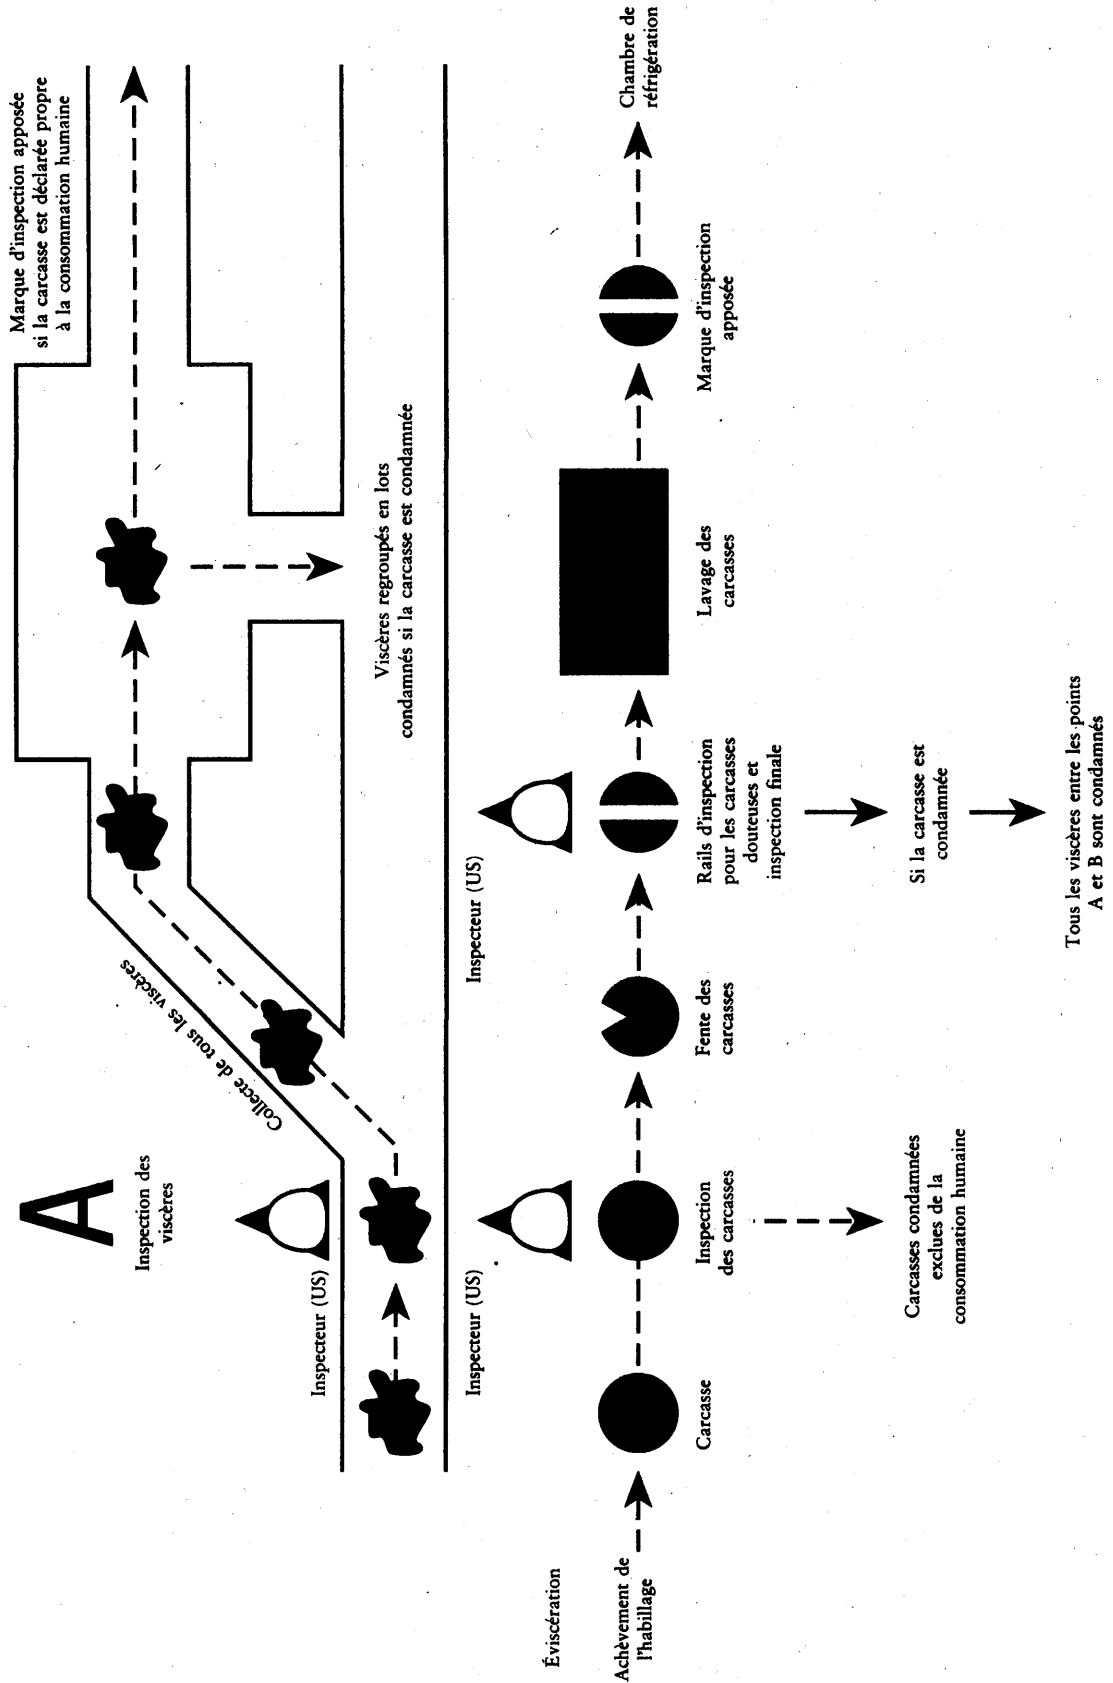 A
Inspection des
viscères
Marque d'inspection apposée
si la carcasse est déclarée propre
à la consommation humaine
Collecte de tous les viscères
Inspecteur (US)
Viscères regroupés en lots
condamnés si la carcasse est condamnée
Inspecteur (US)
Inspecteur (US)
Éviscération
Achèvement de
l'habillage
Carcasse
Inspection
des carcasses
Fente des
carcasses
Rails d'inspection
pour les carcasses
douteuses et
inspection finale
Lavage des
carcasses
Marque d'inspection
apposée
Chambre de
réfrigération
Carcasses condamnées
exclues de la
consommation humaine
Si la carcasse est
condamnée
Tous les viscères entre les points
A et B sont condamnés